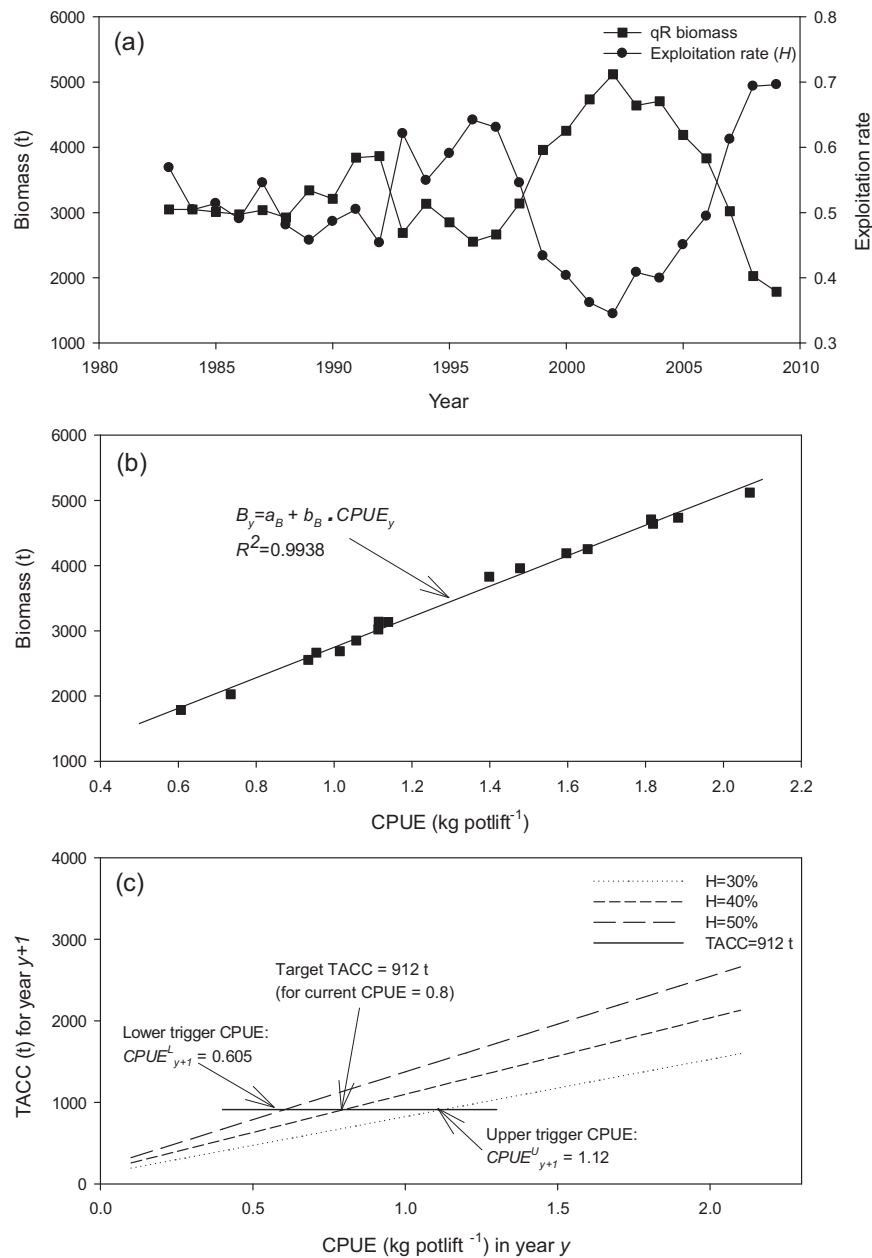 (a)
qR biomass
Exploitation rate (H)
6000
5000
4000
3000
2000
1000
Biomass (t)
0.8
0.7
0.6
0.5
0.4
0.3
Exploitation rate
1980 1985 1990 1995 2000 2005 2010
Year
(b)
6000
5000
4000
3000
2000
1000
Biomass (t)
B_y=a_B + b_B . CPUE_y
R²=0.9938
0.4 0.6 0.8 1.0 1.2 1.4 1.6 1.8 2.0 2.2
CPUE (kg potlift⁻¹)
(c)
4000
3000
2000
1000
0
TACC (t) for year y+1
H=30%
H=40%
H=50%
TACC=912 t
Target TACC = 912 t
(for current CPUE = 0.8)
Lower trigger CPUE:
CPUE^L_y+1 = 0.605
Upper trigger CPUE:
CPUE^U_y+1 = 1.12
0.0 0.5 1.0 1.5 2.0
CPUE (kg potlift ⁻¹) in year y